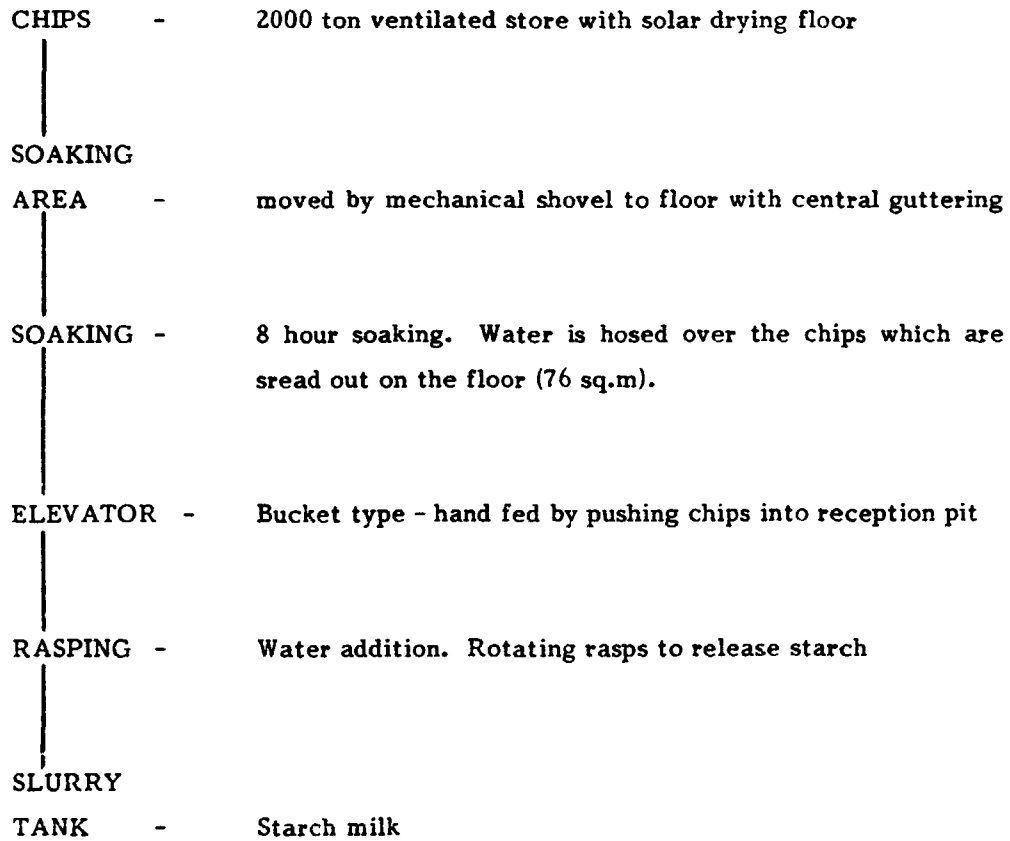 CHIPS - 2000 ton ventilated store with solar drying floor
SOAKING
AREA - moved by mechanical shovel to floor with central guttering
SOAKING - 8 hour soaking. Water is hosed over the chips which are
sread out on the floor (76 sq.m).
ELEVATOR - Bucket type - hand fed by pushing chips into reception pit
RASPING - Water addition. Rotating rasps to release starch
SLURRY
TANK - Starch milk